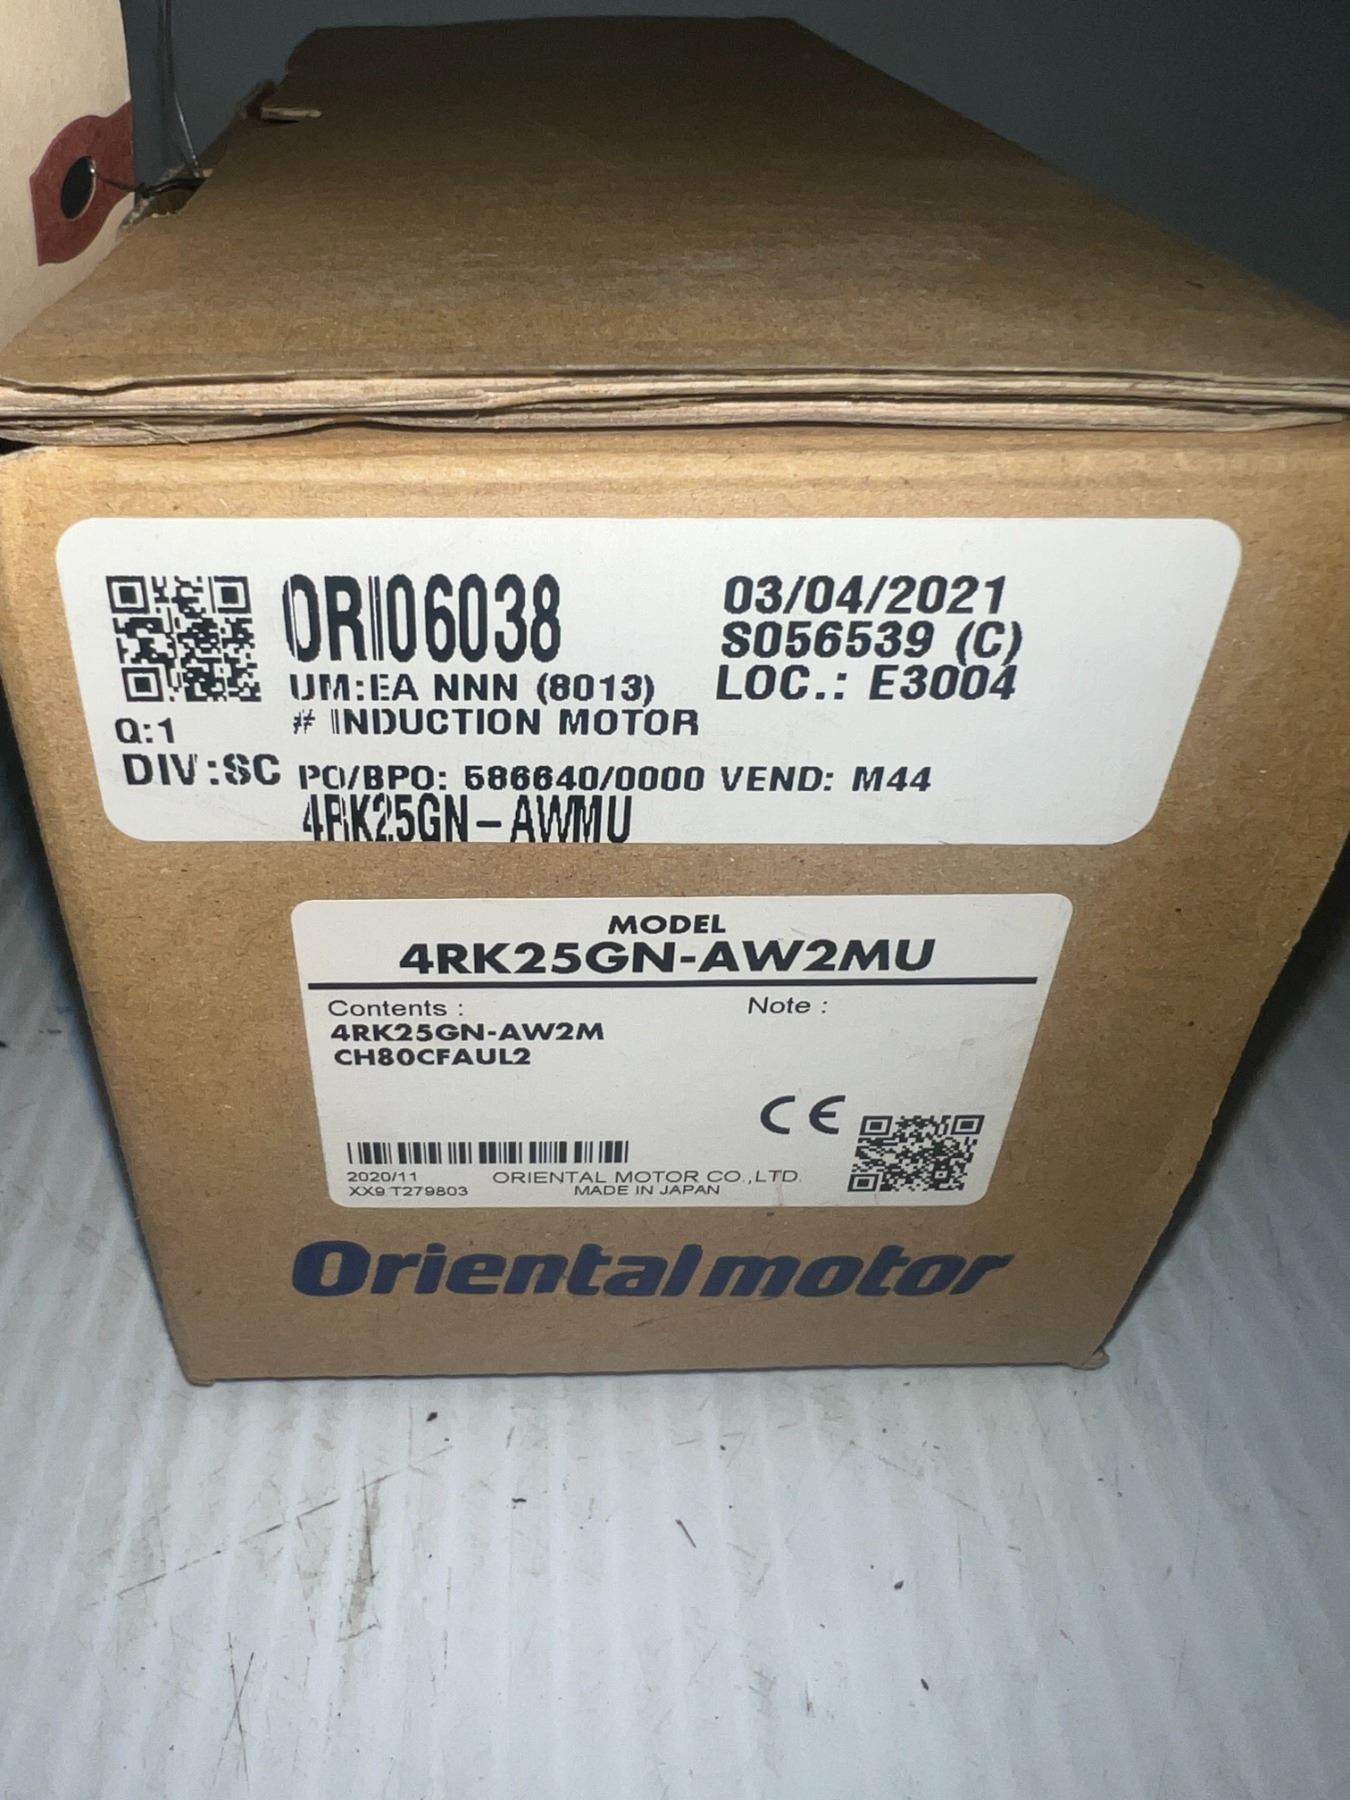 ORI06038
03/04/2021
S056539 (C)
UM:EA NNN (8013)
LOC.: E3004
Q:1
# INDUCTION MOTOR
DIV:SC
PO/BPO: 586640/0000 VEND: M44
4RK25GN-AWMU
MODEL
4RK25GN-AW2MU
Contents :
Note :
4RK25GN-AW2M
CH80CFAUL2
CE
2020/11
ORIENTAL MOTOR CO.,LTD.
XX9 T279803
MADE IN JAPAN
Orientalmotor